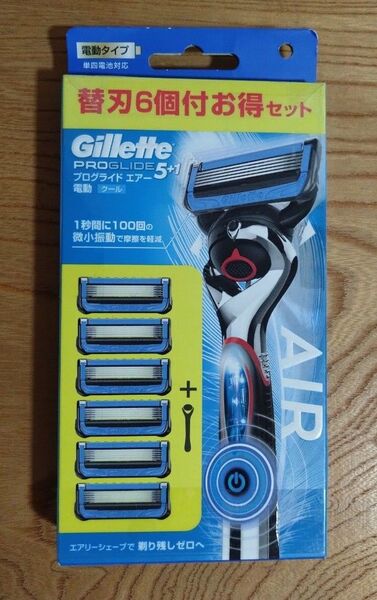 電動タイプ
単四電池対応
替刃6個付お得セット
Gillette
PROGLIDE 5+1
プログライド エアー
電動 クール
1秒間に100回の
微小振動で摩擦を軽減
+
AIR
エアリーシェーブで 剃り残しゼロへ